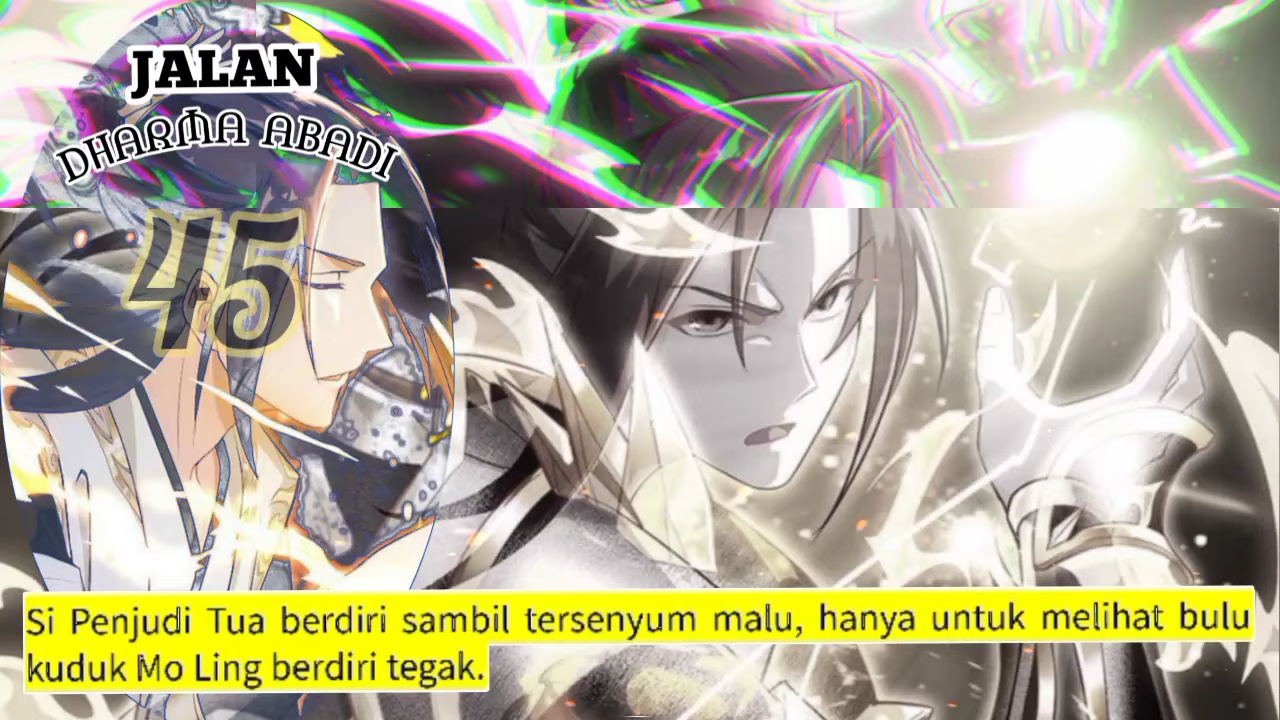 JALAN
DHARMA ABADI
45
Si Penjudi Tua berdiri sambil tersenyum malu, hanya untuk melihat bulu
kuduk Mo Ling berdiri tegak.